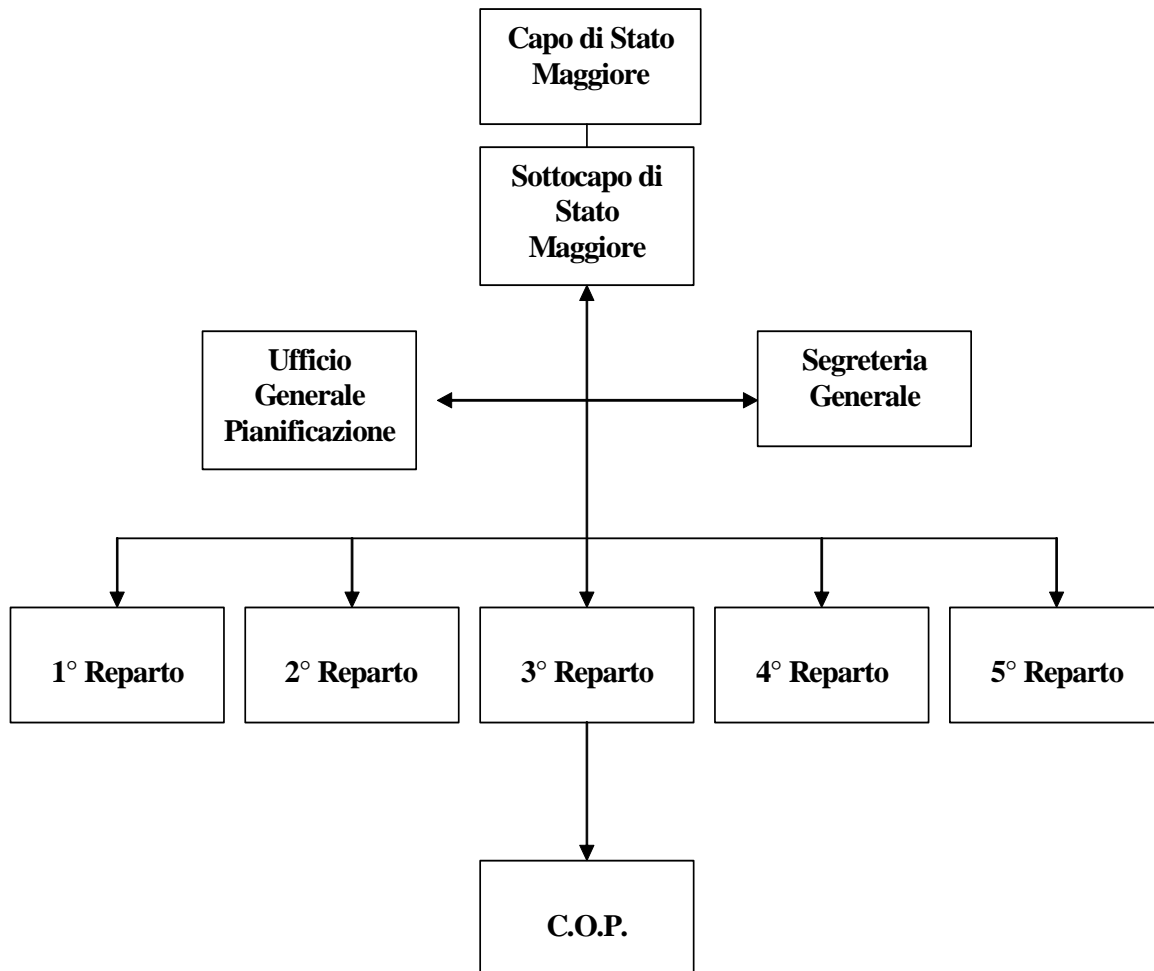 Capo di Stato
Maggiore
Sottocapo di
Stato
Maggiore
Ufficio
Generale
Pianificazione
Segreteria
Generale
1° Reparto
2° Reparto
3° Reparto
4° Reparto
5° Reparto
C.O.P.